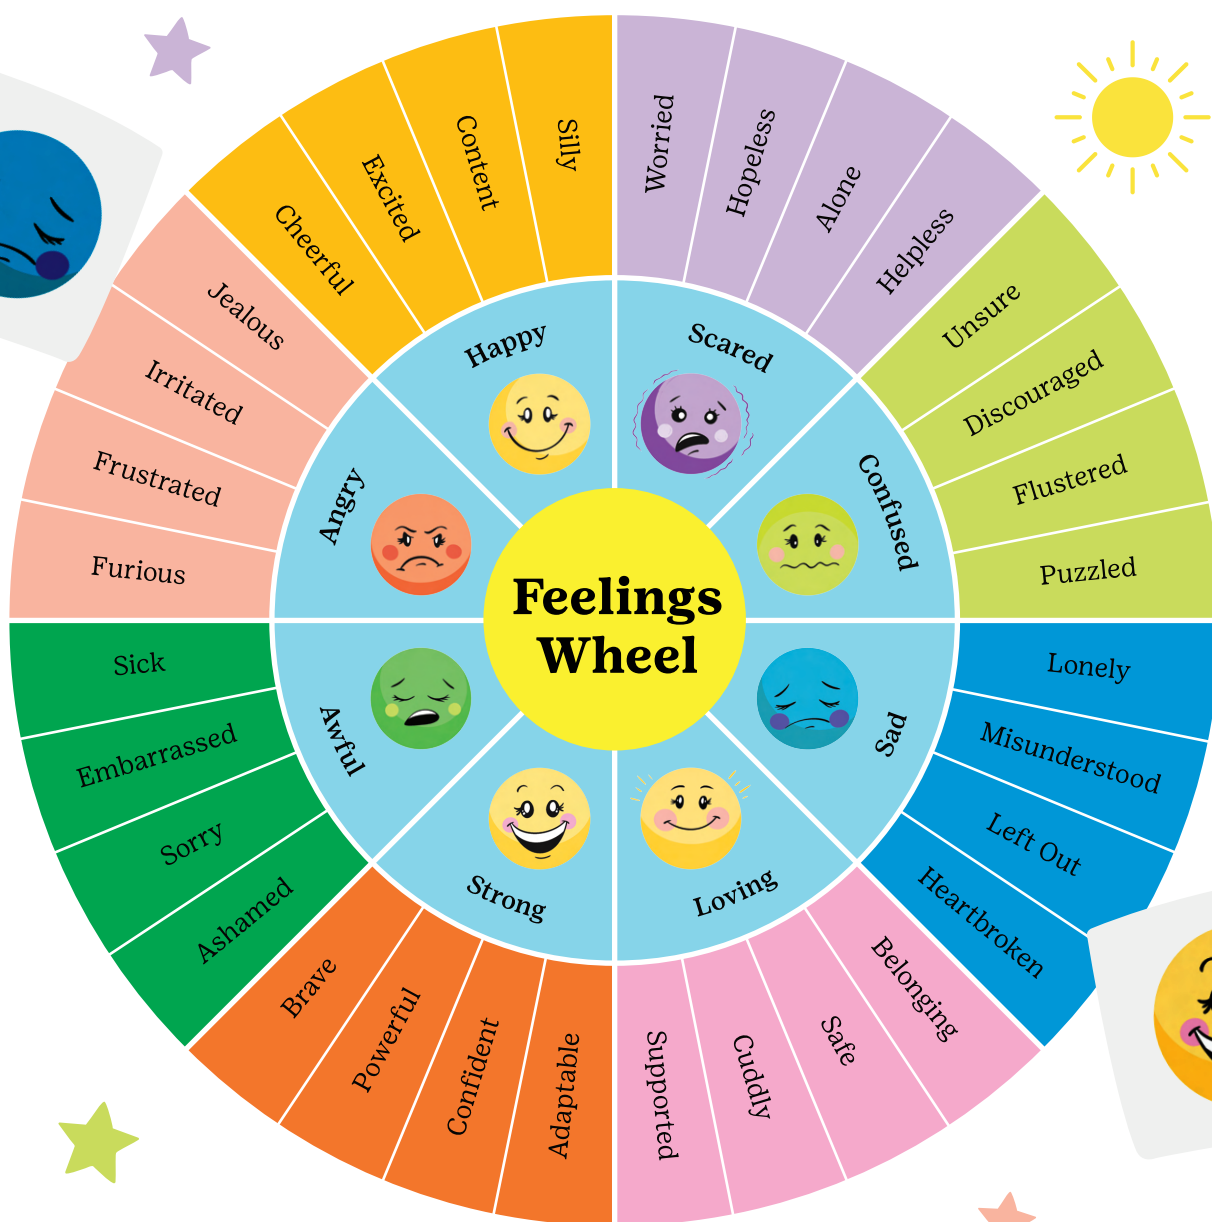 Feelings
Wheel
Happy
Scared
Confused
Sad
Loving
Strong
Awful
Angry
Cheerful
Excited
Content
Silly
Worried
Hopeless
Alone
Helpless
Unsure
Discouraged
Flustered
Puzzled
Lonely
Misunderstood
Left Out
Heartbroken
Belonging
Safe
Cuddly
Supported
Adaptable
Confident
Powerful
Brave
Ashamed
Sorry
Embarrassed
Sick
Furious
Frustrated
Irritated
Jealous